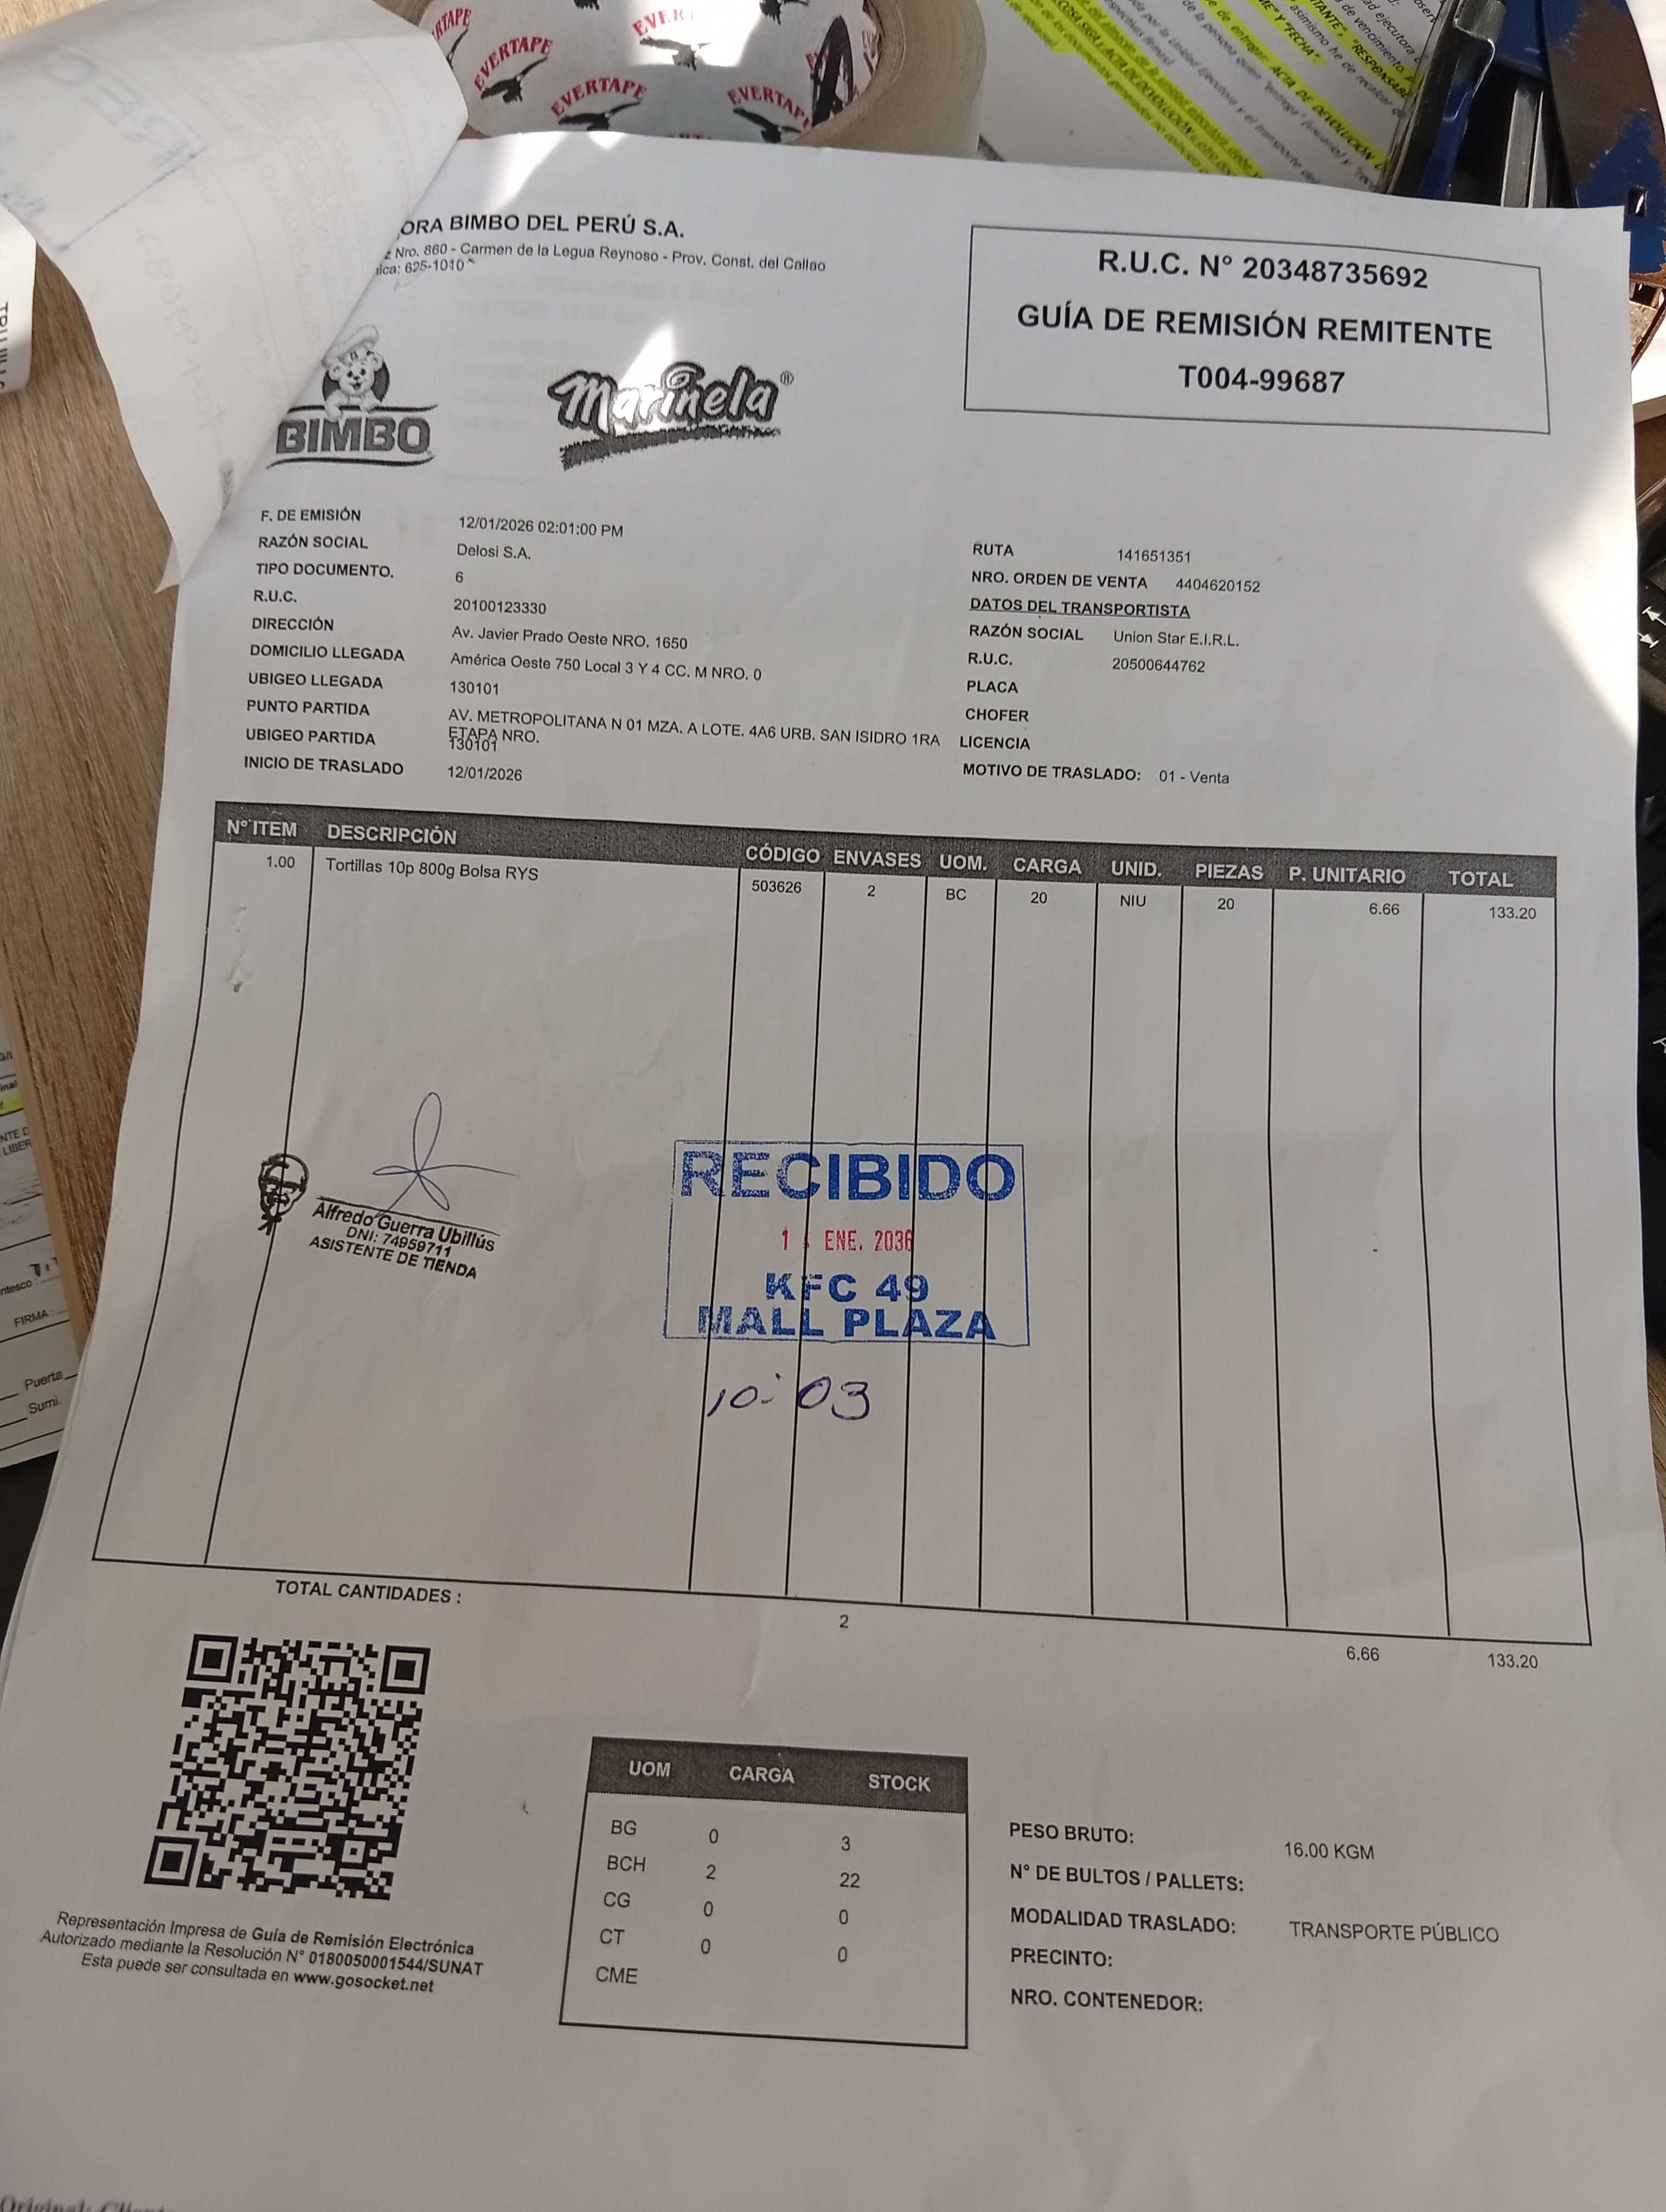 EVERTAPE
EVERTAPE
EVERTAPE
ORA BIMBO DEL PERÚ S.A.
Nro. 860 - Carmen de la Legua Reynoso - Prov. Const. del Callao
ica: 625-1010
R.U.C. N° 20348735692
GUÍA DE REMISIÓN REMITENTE
T004-99687
BIMBO
Marinela®
F. DE EMISIÓN 12/01/2026 02:01:00 PM
RAZÓN SOCIAL Delosi S.A.
TIPO DOCUMENTO. 6
R.U.C. 20100123330
DIRECCIÓN Av. Javier Prado Oeste NRO. 1650
DOMICILIO LLEGADA América Oeste 750 Local 3 Y 4 CC. M NRO. 0
UBIGEO LLEGADA 130101
PUNTO PARTIDA AV. METROPOLITANA N 01 MZA. A LOTE. 4A6 URB. SAN ISIDRO 1RA
ETAPA NRO.
UBIGEO PARTIDA 130101
INICIO DE TRASLADO 12/01/2026
RUTA 141651351
NRO. ORDEN DE VENTA 4404620152
DATOS DEL TRANSPORTISTA
RAZÓN SOCIAL Union Star E.I.R.L.
R.U.C. 20500644762
PLACA
CHOFER
LICENCIA
MOTIVO DE TRASLADO: 01 - Venta
N° ITEM DESCRIPCIÓN CÓDIGO ENVASES UOM. CARGA UNID. PIEZAS P. UNITARIO TOTAL
1.00 Tortillas 10p 800g Bolsa RYS 503626 2 BC 20 NIU 20 6.66 133.20
Alfredo Guerra Ubillús
DNI: 74959711
ASISTENTE DE TIENDA
RECIBIDO
ENE. 2036
KFC 49
MALL PLAZA
10:03
TOTAL CANTIDADES : 2 6.66 133.20
UOM CARGA STOCK
BG 0 3
BCH 2 22
CG 0 0
CT 0 0
CME
PESO BRUTO: 16.00 KGM
N° DE BULTOS / PALLETS:
MODALIDAD TRASLADO: TRANSPORTE PÚBLICO
PRECINTO:
NRO. CONTENEDOR:
Representación Impresa de Guía de Remisión Electrónica
Autorizado mediante la Resolución N° 0180050001544/SUNAT
Esta puede ser consultada en www.gosocket.net
FIRMA:
Puerta
Sumi.